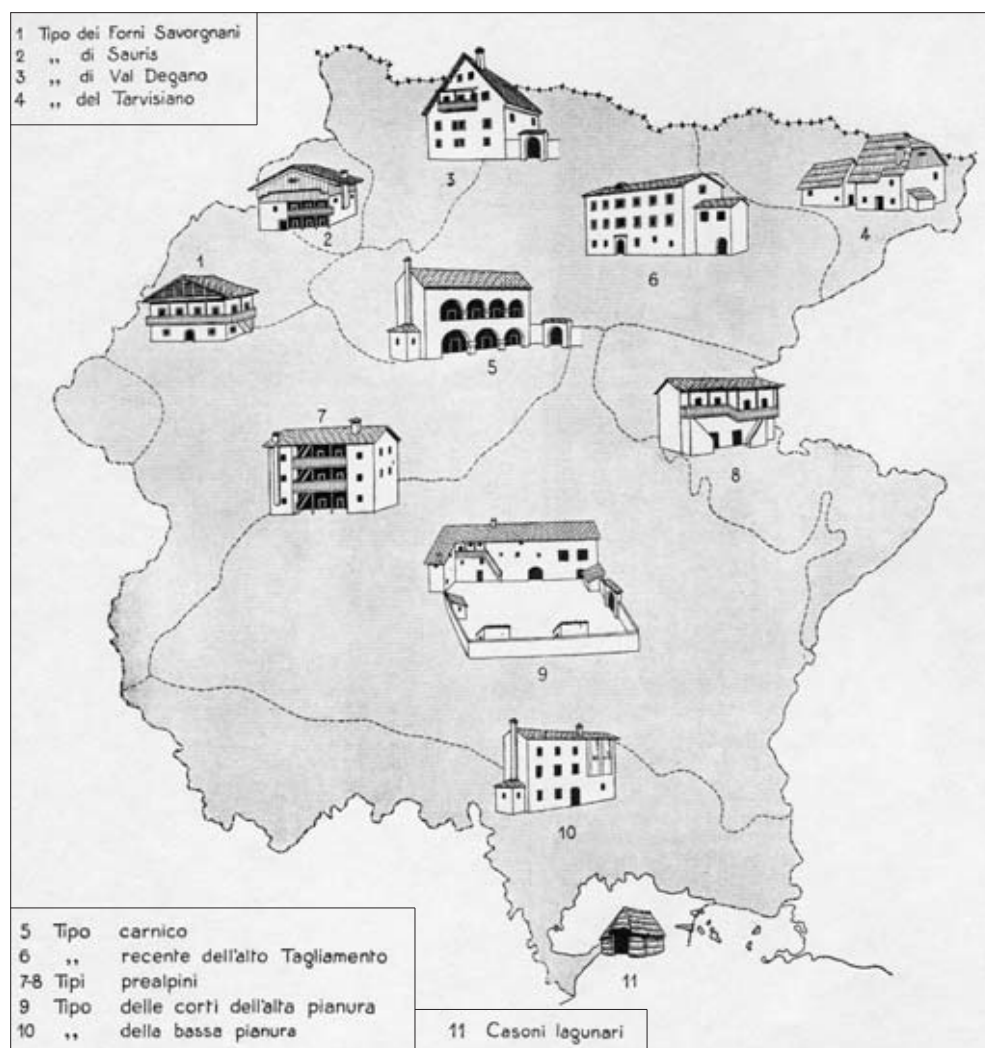 1 Tipo dei Forni Savorgnani
2 ,, di Sauris
3 ,, di Val Degano
4 ,, del Tarvisiano
3
2
4
1
6
5
7
8
9
10
11
5 Tipo carnico
6 ,, recente dell'alto Tagliamento
7-8 Tipi prealpini
9 Tipo delle corti dell'alta pianura
10 ,, della bassa pianura
11 Casoni lagunari